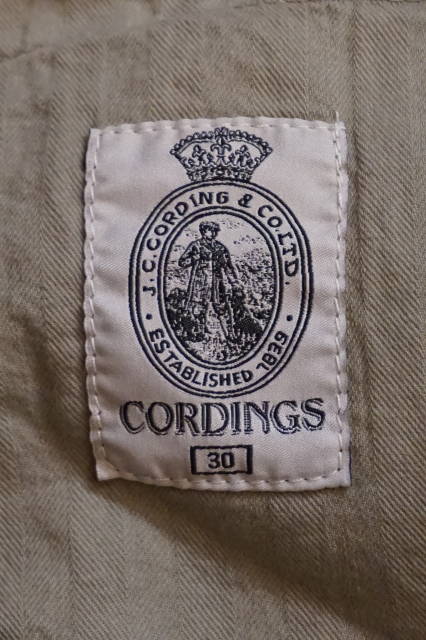 J.C.CORDING & CO.LTD.
• ESTABLISHED 1839 •
CORDINGS
30